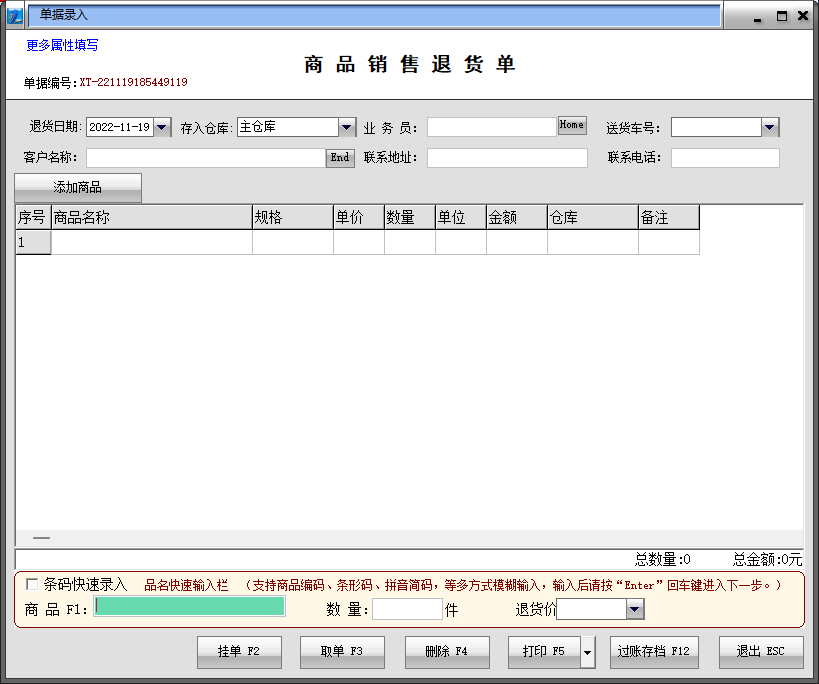 单据录入
更多属性填写
商 品 销 售 退 货 单
单据编号:XT-221119185449119
退货日期: 2022-11-19 存入仓库: 主仓库 业 务 员: Home 送货车号:
客户名称: End 联系地址: 联系电话:
添加商品
序号 商品名称 规格 单价 数量 单位 金额 仓库 备注
1
总数量:0 总金额:0元
条码快速录入 品名快速输入栏 （支持商品编码、条形码、拼音简码，等多方式模糊输入，输入后请按“Enter”回车键进入下一步。）
商 品 F1: 数 量: 件 退货价
挂单 F2 取单 F3 删除 F4 打印 F5 过账存档 F12 退出 ESC